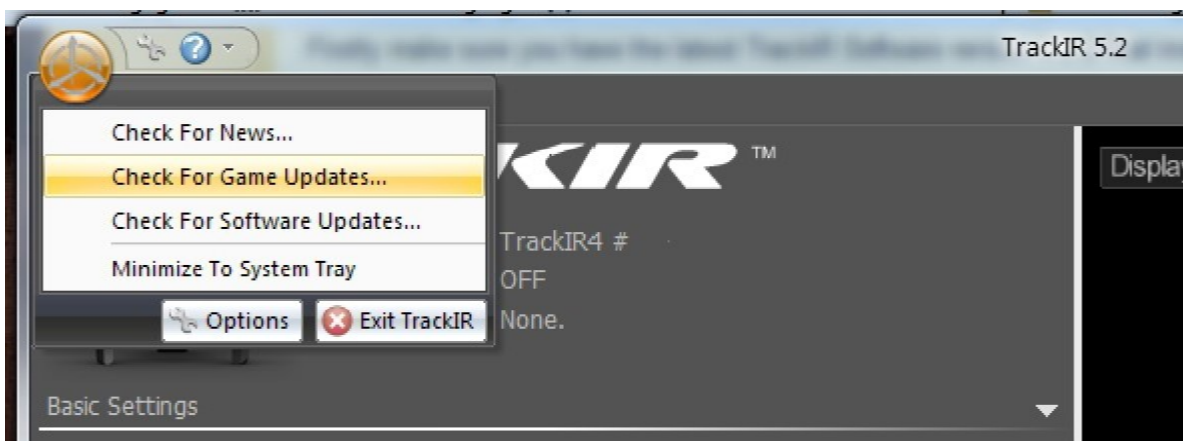 TrackIR 5.2
Check For News...
Check For Game Updates...
Check For Software Updates...
Minimize To System Tray
Options
Exit TrackIR
KIR ™
TrackIR4 #
OFF
None.
Display
Basic Settings